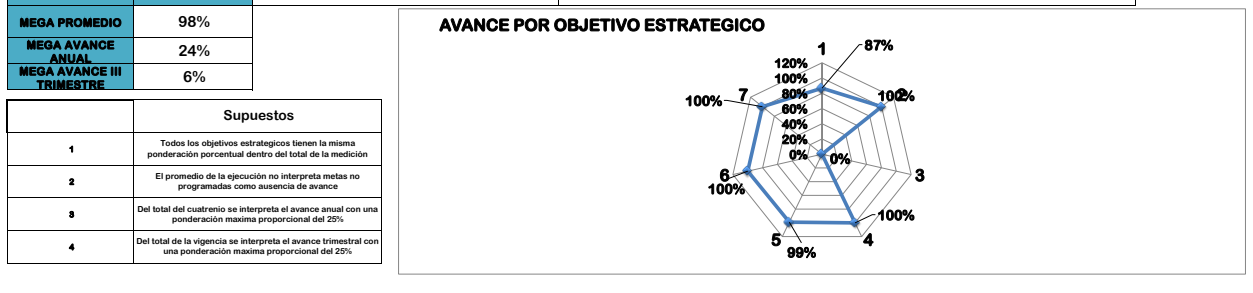 MEGA PROMEDIO 98%
MEGA AVANCE
ANUAL 24%
MEGA AVANCE III
TRIMESTRE 6%
Supuestos
1 Todos los objetivos estrategicos tienen la misma
ponderación porcentual dentro del total de la medición
2 El promedio de la ejecución no interpreta metas no
programadas como ausencia de avance
3 Del total del cuatrenio se interpreta el avance anual con una
ponderación maxima proporcional del 25%
4 Del total de la vigencia se interpreta el avance trimestral con
una ponderación maxima proporcional del 25%
AVANCE POR OBJETIVO ESTRATEGICO
1
87%
120%
100%
80%
60%
40%
20%
0%
2
100%
3
0%
4
100%
5
99%
6
100%
7
100%